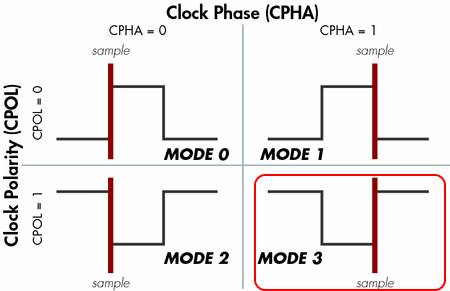 Clock Phase (CPHA)
CPHA = 0
CPHA = 1
sample
sample
Clock Polarity (CPOL)
CPOL = 0
MODE 0
MODE 1
CPOL = 1
MODE 2
MODE 3
sample
sample